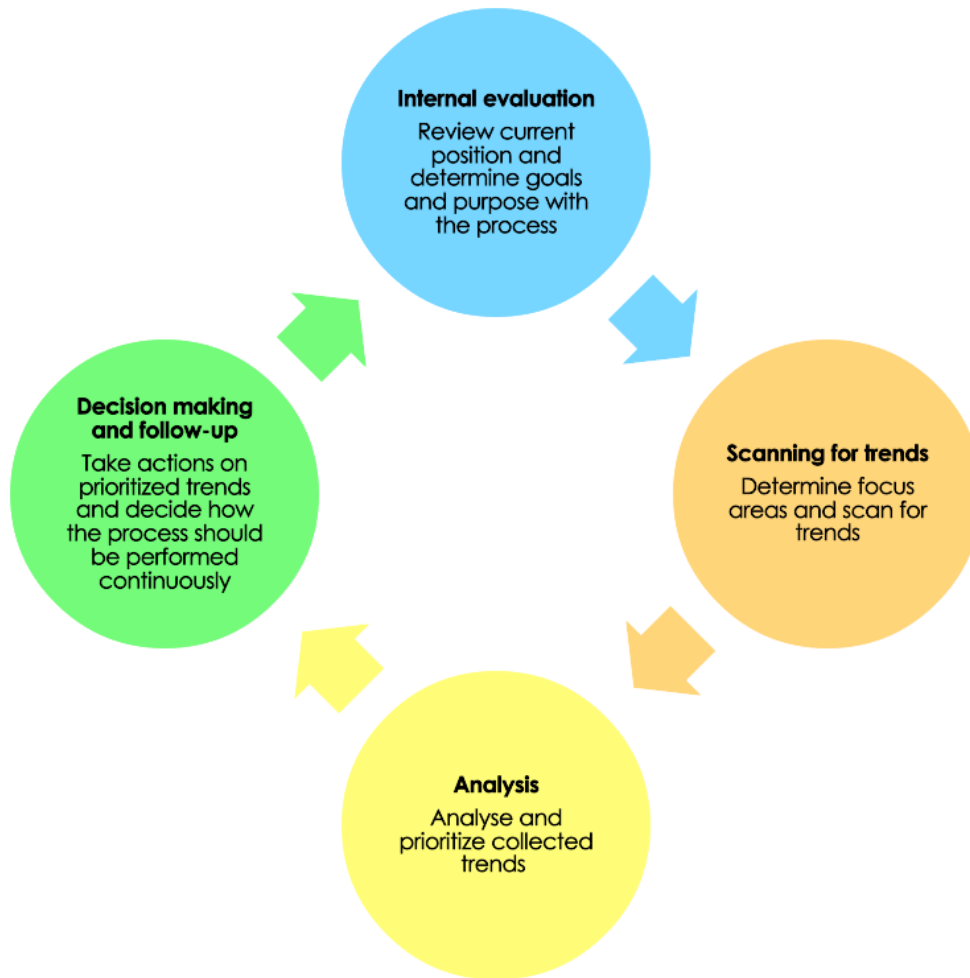 Internal evaluation
Review current
position and
determine goals
and purpose with
the process
Scanning for trends
Determine focus
areas and scan for
trends
Analysis
Analyse and
prioritize collected
trends
Decision making
and follow-up
Take actions on
prioritized trends
and decide how
the process should
be performed
continuously